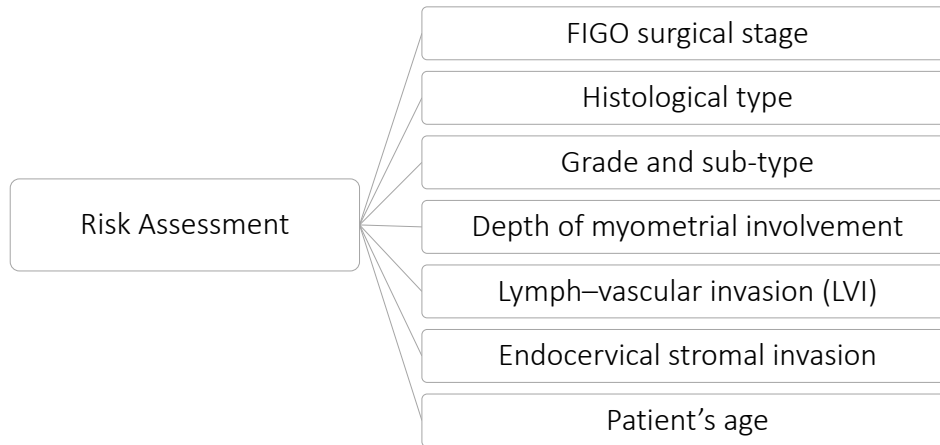 Risk Assessment
FIGO surgical stage
Histological type
Grade and sub-type
Depth of myometrial involvement
Lymph–vascular invasion (LVI)
Endocervical stromal invasion
Patient’s age